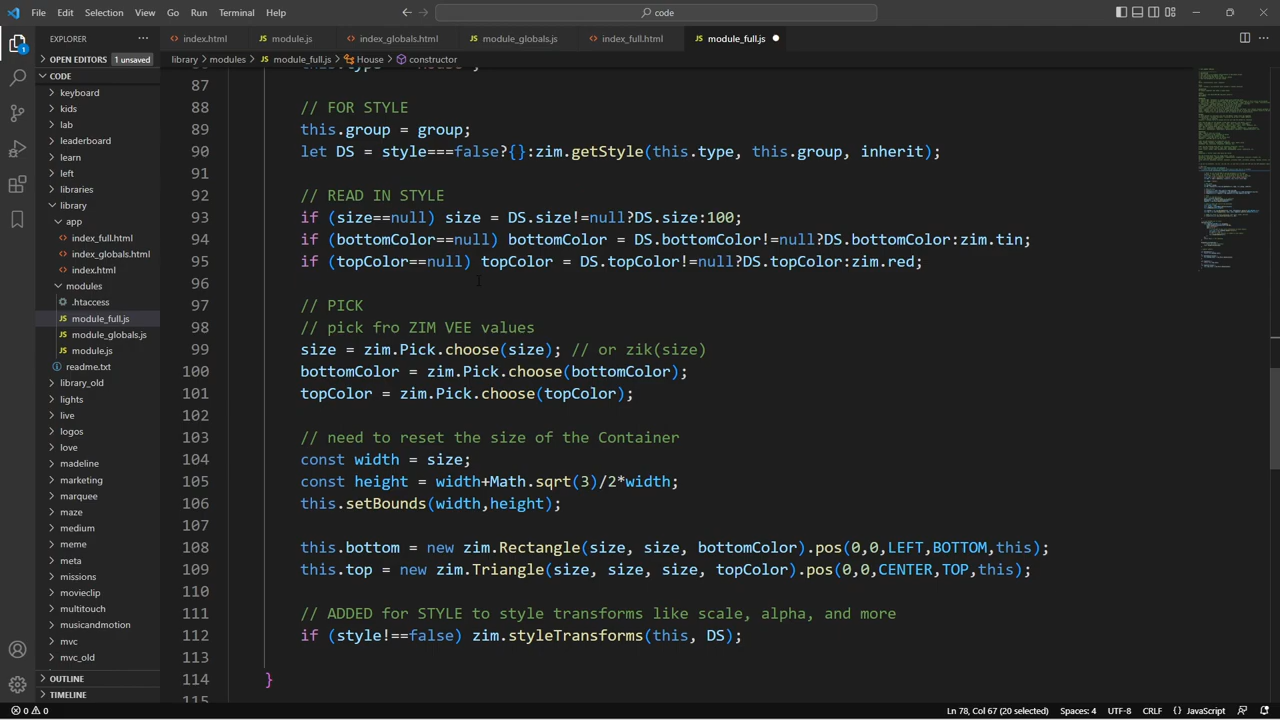 File Edit Selection View Go Run Terminal Help
code
EXPLORER
OPEN EDITORS 1 unsaved
CODE
keyboard
kids
lab
leaderboard
learn
left
libraries
library
app
index_full.html
index_globals.html
index.html
modules
.htaccess
module_full.js
module_globals.js
module.js
readme.txt
library_old
lights
live
logos
love
madeline
marketing
marquee
maze
medium
meme
meta
missions
movieclip
multitouch
musicandmotion
mvc
mvc_old
OUTLINE
TIMELINE
index.html module.js index_globals.html module_globals.js index_full.html module_full.js
library > modules > module_full.js > House > constructor
87
88 // FOR STYLE
89 this.group = group;
90 let DS = style===false?{}:zim.getStyle(this.type, this.group, inherit);
91
92 // READ IN STYLE
93 if (size==null) size = DS.size!=null?DS.size:100;
94 if (bottomColor==null) bottomColor = DS.bottomColor!=null?DS.bottomColor:zim.tin;
95 if (topColor==null) topColor = DS.topColor!=null?DS.topColor:zim.red;
96
97 // PICK
98 // pick fro ZIM VEE values
99 size = zim.Pick.choose(size); // or zik(size)
100 bottomColor = zim.Pick.choose(bottomColor);
101 topColor = zim.Pick.choose(topColor);
102
103 // need to reset the size of the Container
104 const width = size;
105 const height = width+Math.sqrt(3)/2*width;
106 this.setBounds(width,height);
107
108 this.bottom = new zim.Rectangle(size, size, bottomColor).pos(0,0,LEFT,BOTTOM,this);
109 this.top = new zim.Triangle(size, size, size, topColor).pos(0,0,CENTER,TOP,this);
110
111 // ADDED for STYLE to style transforms like scale, alpha, and more
112 if (style!==false) zim.styleTransforms(this, DS);
113
114 }
0 0 Ln 78, Col 67 (20 selected) Spaces: 4 UTF-8 CRLF {} JavaScript